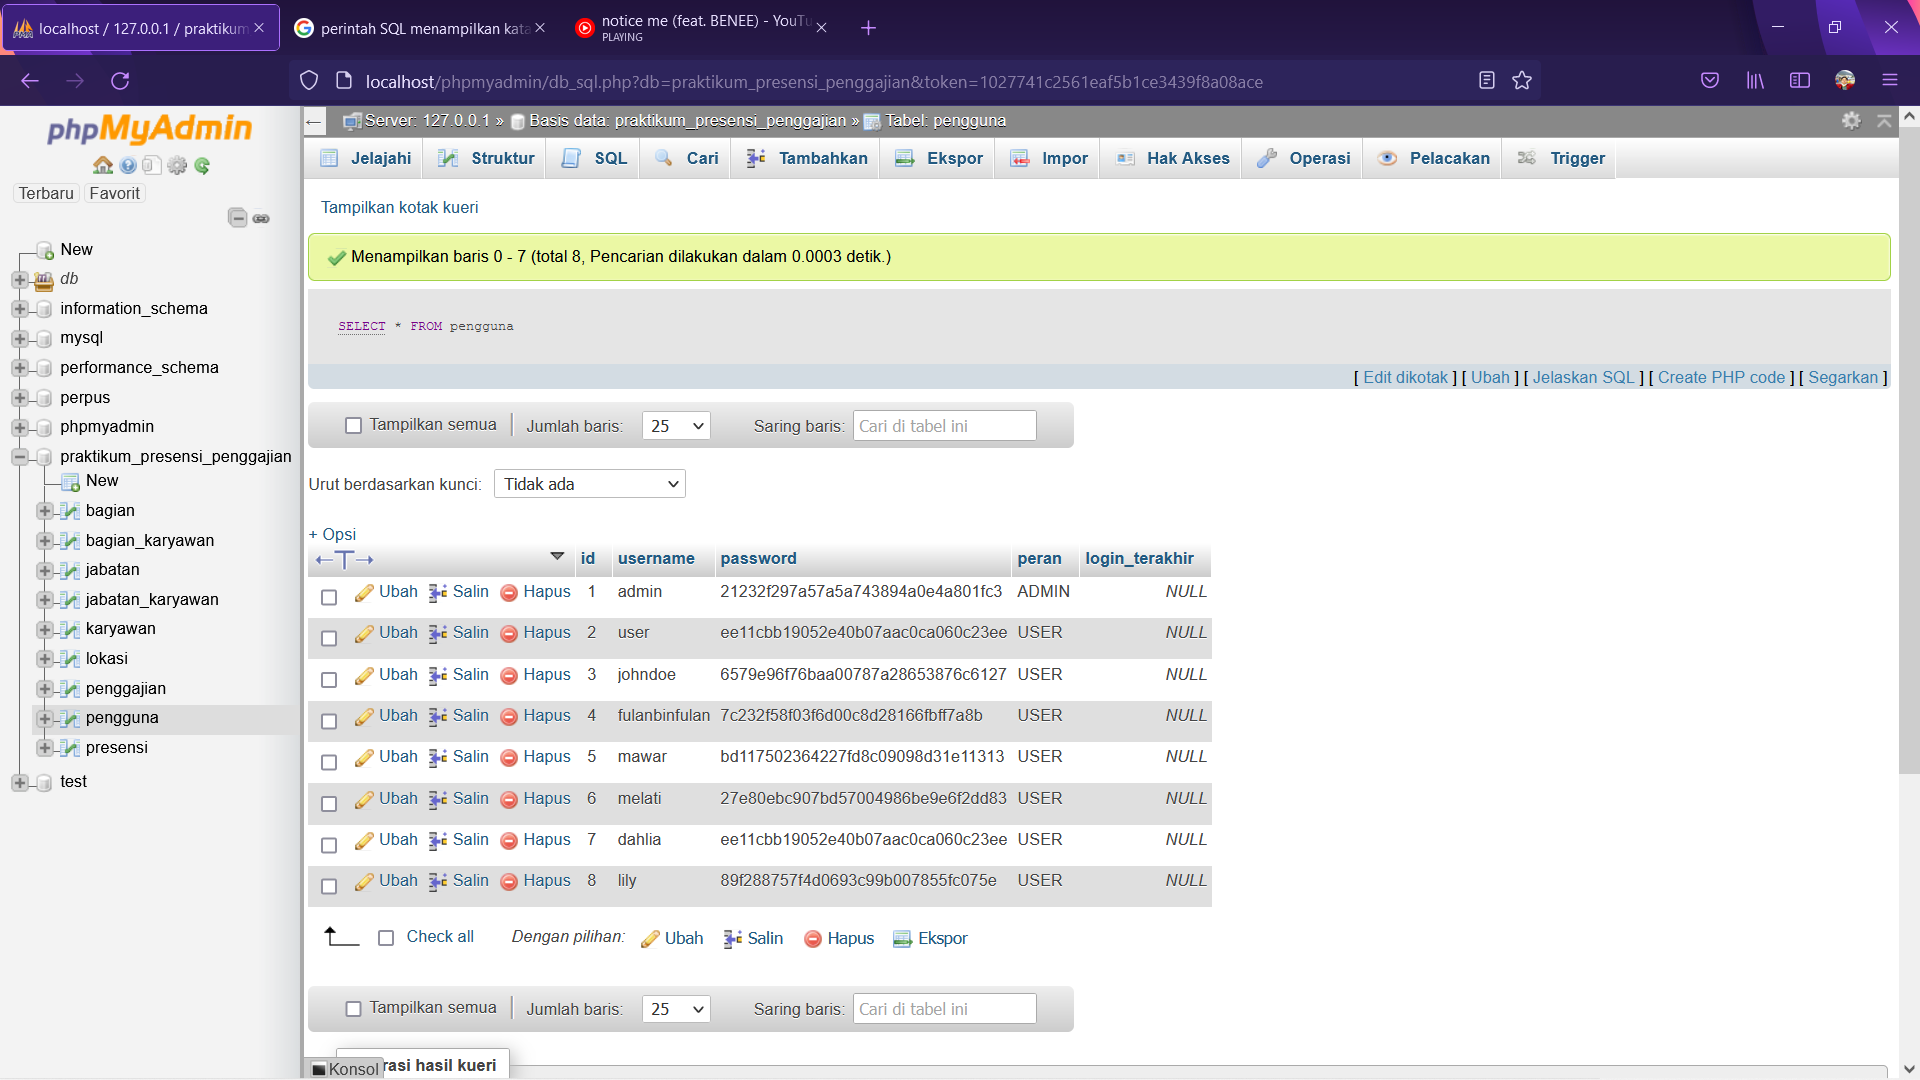 localhost / 127.0.0.1 / praktikum
perintah SQL menampilkan kata
notice me (feat. BENEE) - YouTu
PLAYING
localhost/phpmyadmin/db_sql.php?db=praktikum_presensi_penggajian&token=1027741c2561eaf5b1ce3439f8a08ace
phpMyAdmin
Terbaru Favorit
New
db
information_schema
mysql
performance_schema
perpus
phpmyadmin
praktikum_presensi_penggajian
New
bagian
bagian_karyawan
jabatan
jabatan_karyawan
karyawan
lokasi
penggajian
pengguna
presensi
test
Server: 127.0.0.1 » Basis data: praktikum_presensi_penggajian » Tabel: pengguna
Jelajahi Struktur SQL Cari Tambahkan Ekspor Impor Hak Akses Operasi Pelacakan Trigger
Tampilkan kotak kueri
Menampilkan baris 0 - 7 (total 8, Pencarian dilakukan dalam 0.0003 detik.)
SELECT * FROM pengguna
[ Edit dikotak ] [ Ubah ] [ Jelaskan SQL ] [ Create PHP code ] [ Segarkan ]
Tampilkan semua Jumlah baris: 25 Saring baris: Cari di tabel ini
Urut berdasarkan kunci: Tidak ada
+ Opsi
←T→ id username password peran login_terakhir
Ubah Salin Hapus 1 admin 21232f297a57a5a743894a0e4a801fc3 ADMIN NULL
Ubah Salin Hapus 2 user ee11cbb19052e40b07aac0ca060c23ee USER NULL
Ubah Salin Hapus 3 johndoe 6579e96f76baa00787a28653876c6127 USER NULL
Ubah Salin Hapus 4 fulanbinfulan 7c232f58f03f6d00c8d28166fbff7a8b USER NULL
Ubah Salin Hapus 5 mawar bd117502364227fd8c09098d31e11313 USER NULL
Ubah Salin Hapus 6 melati 27e80ebc907bd57004986be9e6f2dd83 USER NULL
Ubah Salin Hapus 7 dahlia ee11cbb19052e40b07aac0ca060c23ee USER NULL
Ubah Salin Hapus 8 lily 89f288757f4d0693c99b007855fc075e USER NULL
Check all Dengan pilihan: Ubah Salin Hapus Ekspor
Tampilkan semua Jumlah baris: 25 Saring baris: Cari di tabel ini
Konsol rasi hasil kueri